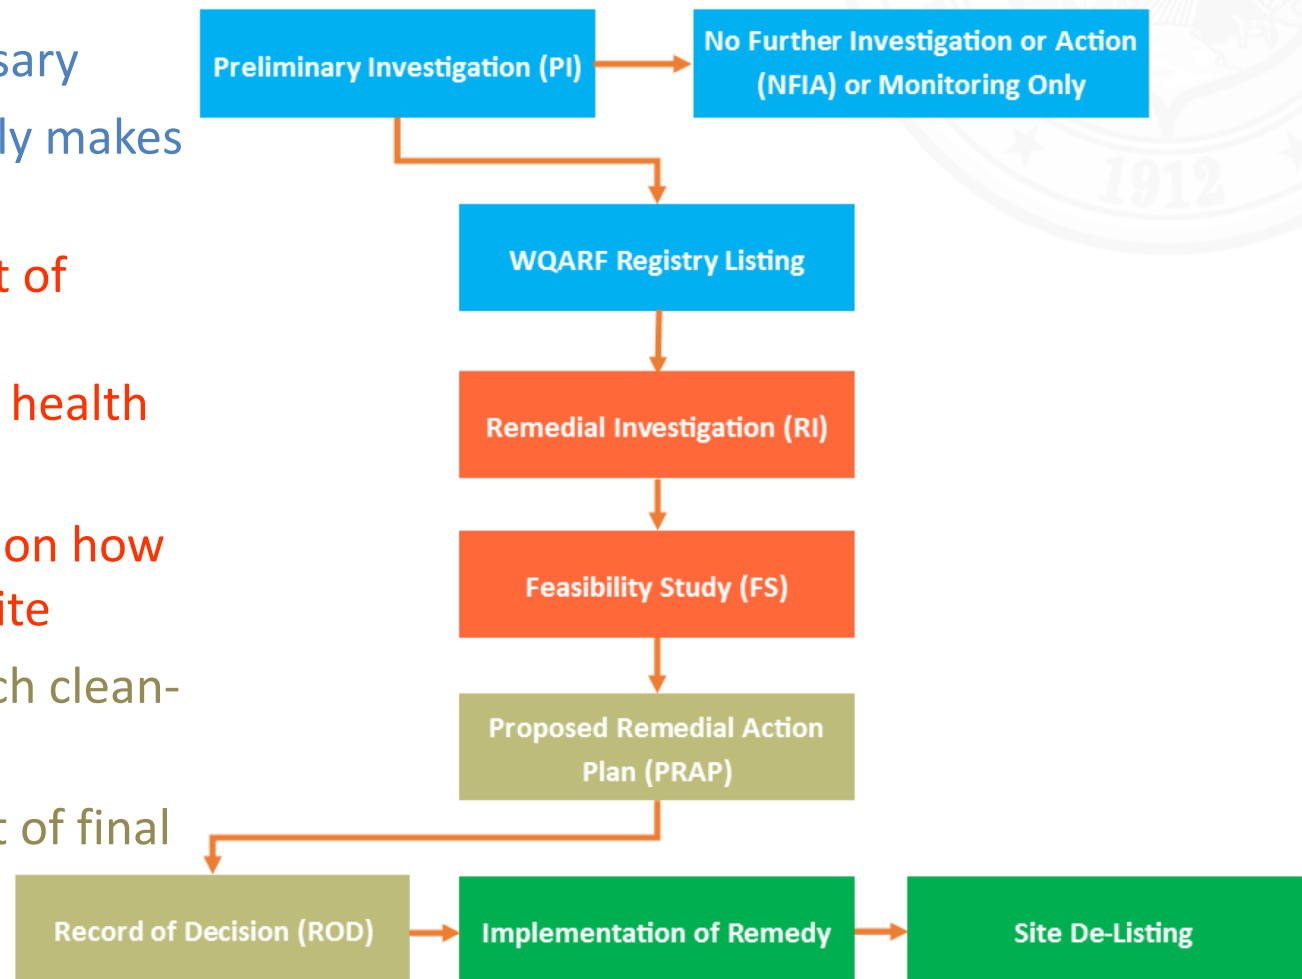 sary
ly makes
t of
health
on how
ite
ch clean-
t of final
Preliminary Investigation (PI)
No Further Investigation or Action
(NFIA) or Monitoring Only
1912
WQARF Registry Listing
Remedial Investigation (RI)
Feasibility Study (FS)
Proposed Remedial Action
Plan (PRAP)
Record of Decision (ROD)
Implementation of Remedy
Site De-Listing